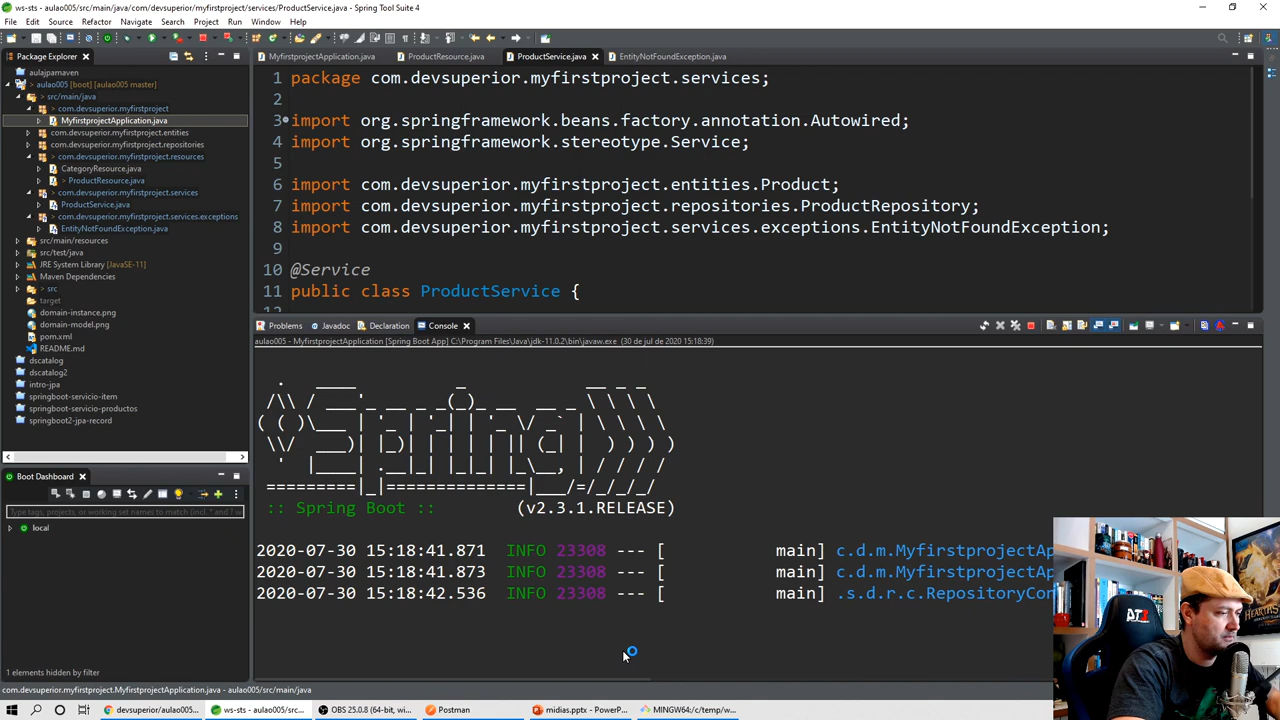 ws-sts - aulao005/src/main/java/com/devsuperior/myfirstproject/services/ProductService.java - Spring Tool Suite 4
File Edit Source Refactor Navigate Search Project Run Window Help
Package Explorer
MyfirstprojectApplication.java ProductResource.java ProductService.java EntityNotFoundException.java
aulajpamaven
aulao005 [boot] [aulao005 master]
src/main/java
com.devsuperior.myfirstproject
MyfirstprojectApplication.java
com.devsuperior.myfirstproject.entities
com.devsuperior.myfirstproject.repositories
com.devsuperior.myfirstproject.resources
CategoryResource.java
ProductResource.java
com.devsuperior.myfirstproject.services
ProductService.java
com.devsuperior.myfirstproject.services.exceptions
EntityNotFoundException.java
src/main/resources
src/test/java
JRE System Library [JavaSE-11]
Maven Dependencies
src
target
domain-instance.png
domain-model.png
pom.xml
README.md
dscatalog
dscatalog2
intro-jpa
springboot-servicio-item
springboot-servicio-productos
springboot2-jpa-record
1 package com.devsuperior.myfirstproject.services;
2
3 import org.springframework.beans.factory.annotation.Autowired;
4 import org.springframework.stereotype.Service;
5
6 import com.devsuperior.myfirstproject.entities.Product;
7 import com.devsuperior.myfirstproject.repositories.ProductRepository;
8 import com.devsuperior.myfirstproject.services.exceptions.EntityNotFoundException;
9
10 @Service
11 public class ProductService {
12
Problems Javadoc Declaration Console
aulao005 - MyfirstprojectApplication [Spring Boot App] C:\Program Files\Java\jdk-11.0.2\bin\javaw.exe (30 de jul de 2020 15:18:39)
Spring
:: Spring Boot :: (v2.3.1.RELEASE)
2020-07-30 15:18:41.871 INFO 23308 --- [ main] c.d.m.MyfirstprojectAp
2020-07-30 15:18:41.873 INFO 23308 --- [ main] c.d.m.MyfirstprojectAp
2020-07-30 15:18:42.536 INFO 23308 --- [ main] .s.d.r.c.RepositoryCon
Boot Dashboard
Type tags, projects, or working set names to match (incl. * and ? w
local
1 elements hidden by filter
com.devsuperior.myfirstproject.MyfirstprojectApplication.java - aulao005/src/main/java
devsuperior/aulao005... ws-sts - aulao005/src... OBS 25.0.8 (64-bit, wi... Postman midias.pptx - PowerP... MINGW64:/c/temp/w...